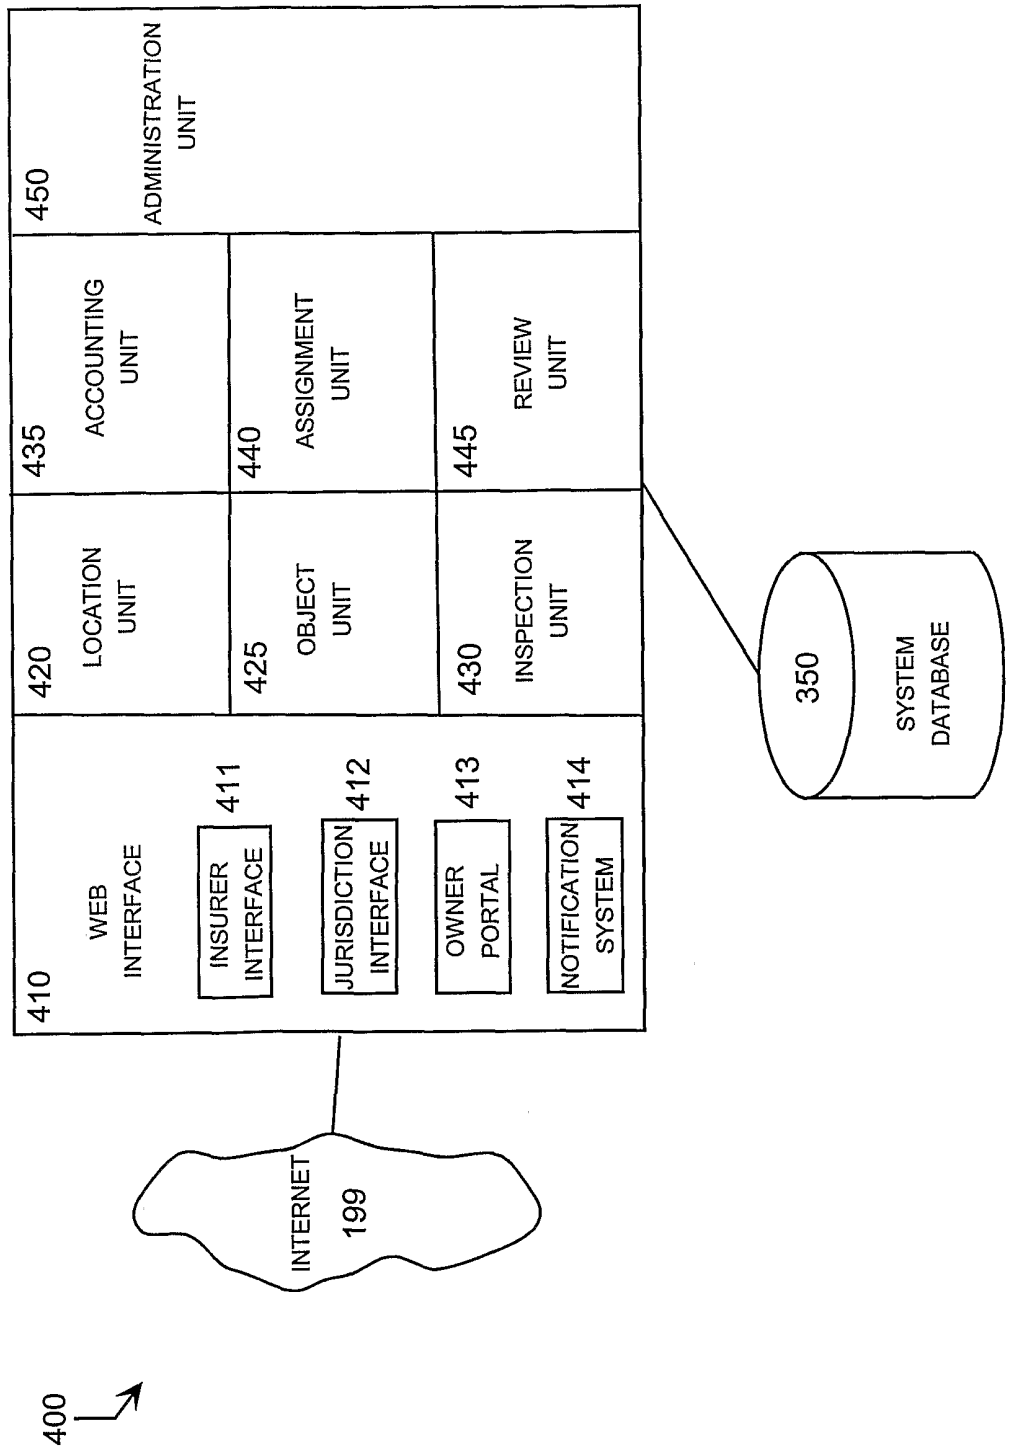 400
INTERNET
199
410
WEB
INTERFACE
INSURER
INTERFACE
411
JURISDICTION
INTERFACE
412
OWNER
PORTAL
413
NOTIFICATION
SYSTEM
414
420
LOCATION
UNIT
425
OBJECT
UNIT
430
INSPECTION
UNIT
435
ACCOUNTING
UNIT
440
ASSIGNMENT
UNIT
445
REVIEW
UNIT
450
ADMINISTRATION
UNIT
350
SYSTEM
DATABASE